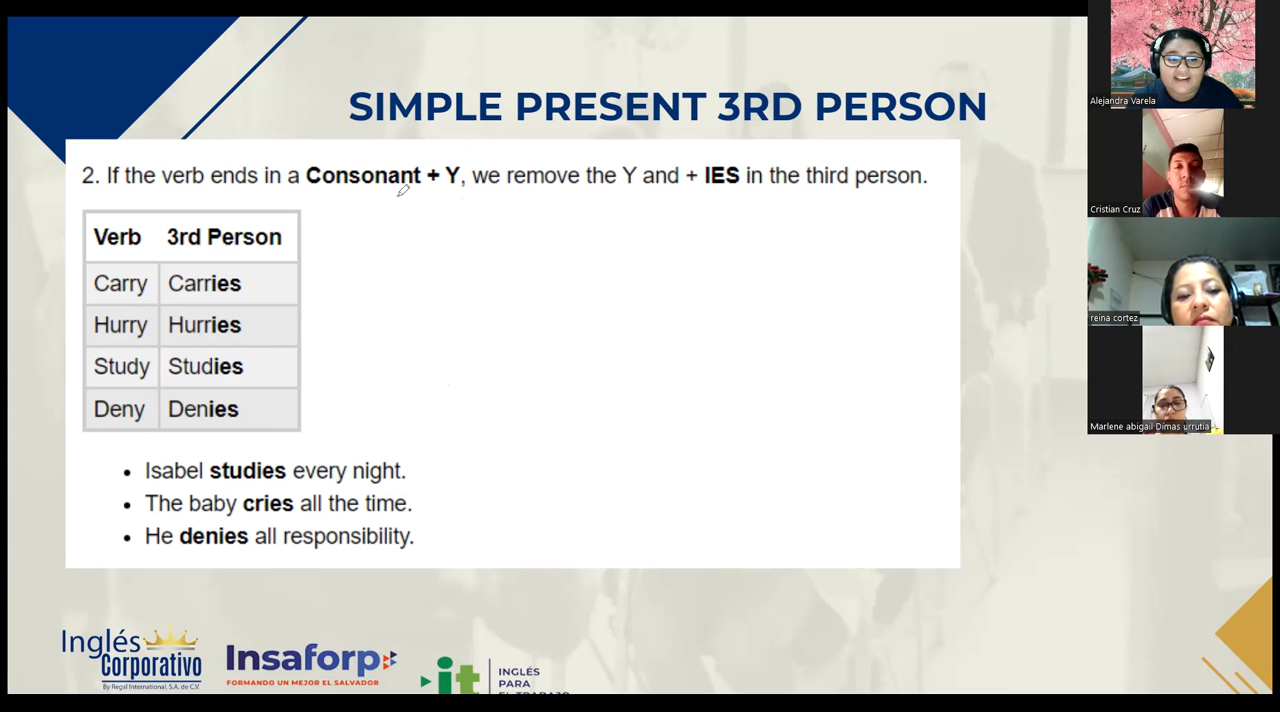 SIMPLE PRESENT 3RD PERSON
2. If the verb ends in a Consonant + Y, we remove the Y and + IES in the third person.
Verb 3rd Person
Carry Carries
Hurry Hurries
Study Studies
Deny Denies
• Isabel studies every night.
• The baby cries all the time.
• He denies all responsibility.
Inglés
Corporativo
By Regal International, S.A. de C.V.
Insaforp
FORMANDO UN MEJOR EL SALVADOR
it
INGLÉS
PARA
EL TRABAJO
Alejandra Varela
Cristian Cruz
reina cortez
Marlene abigail Dimas urrutia